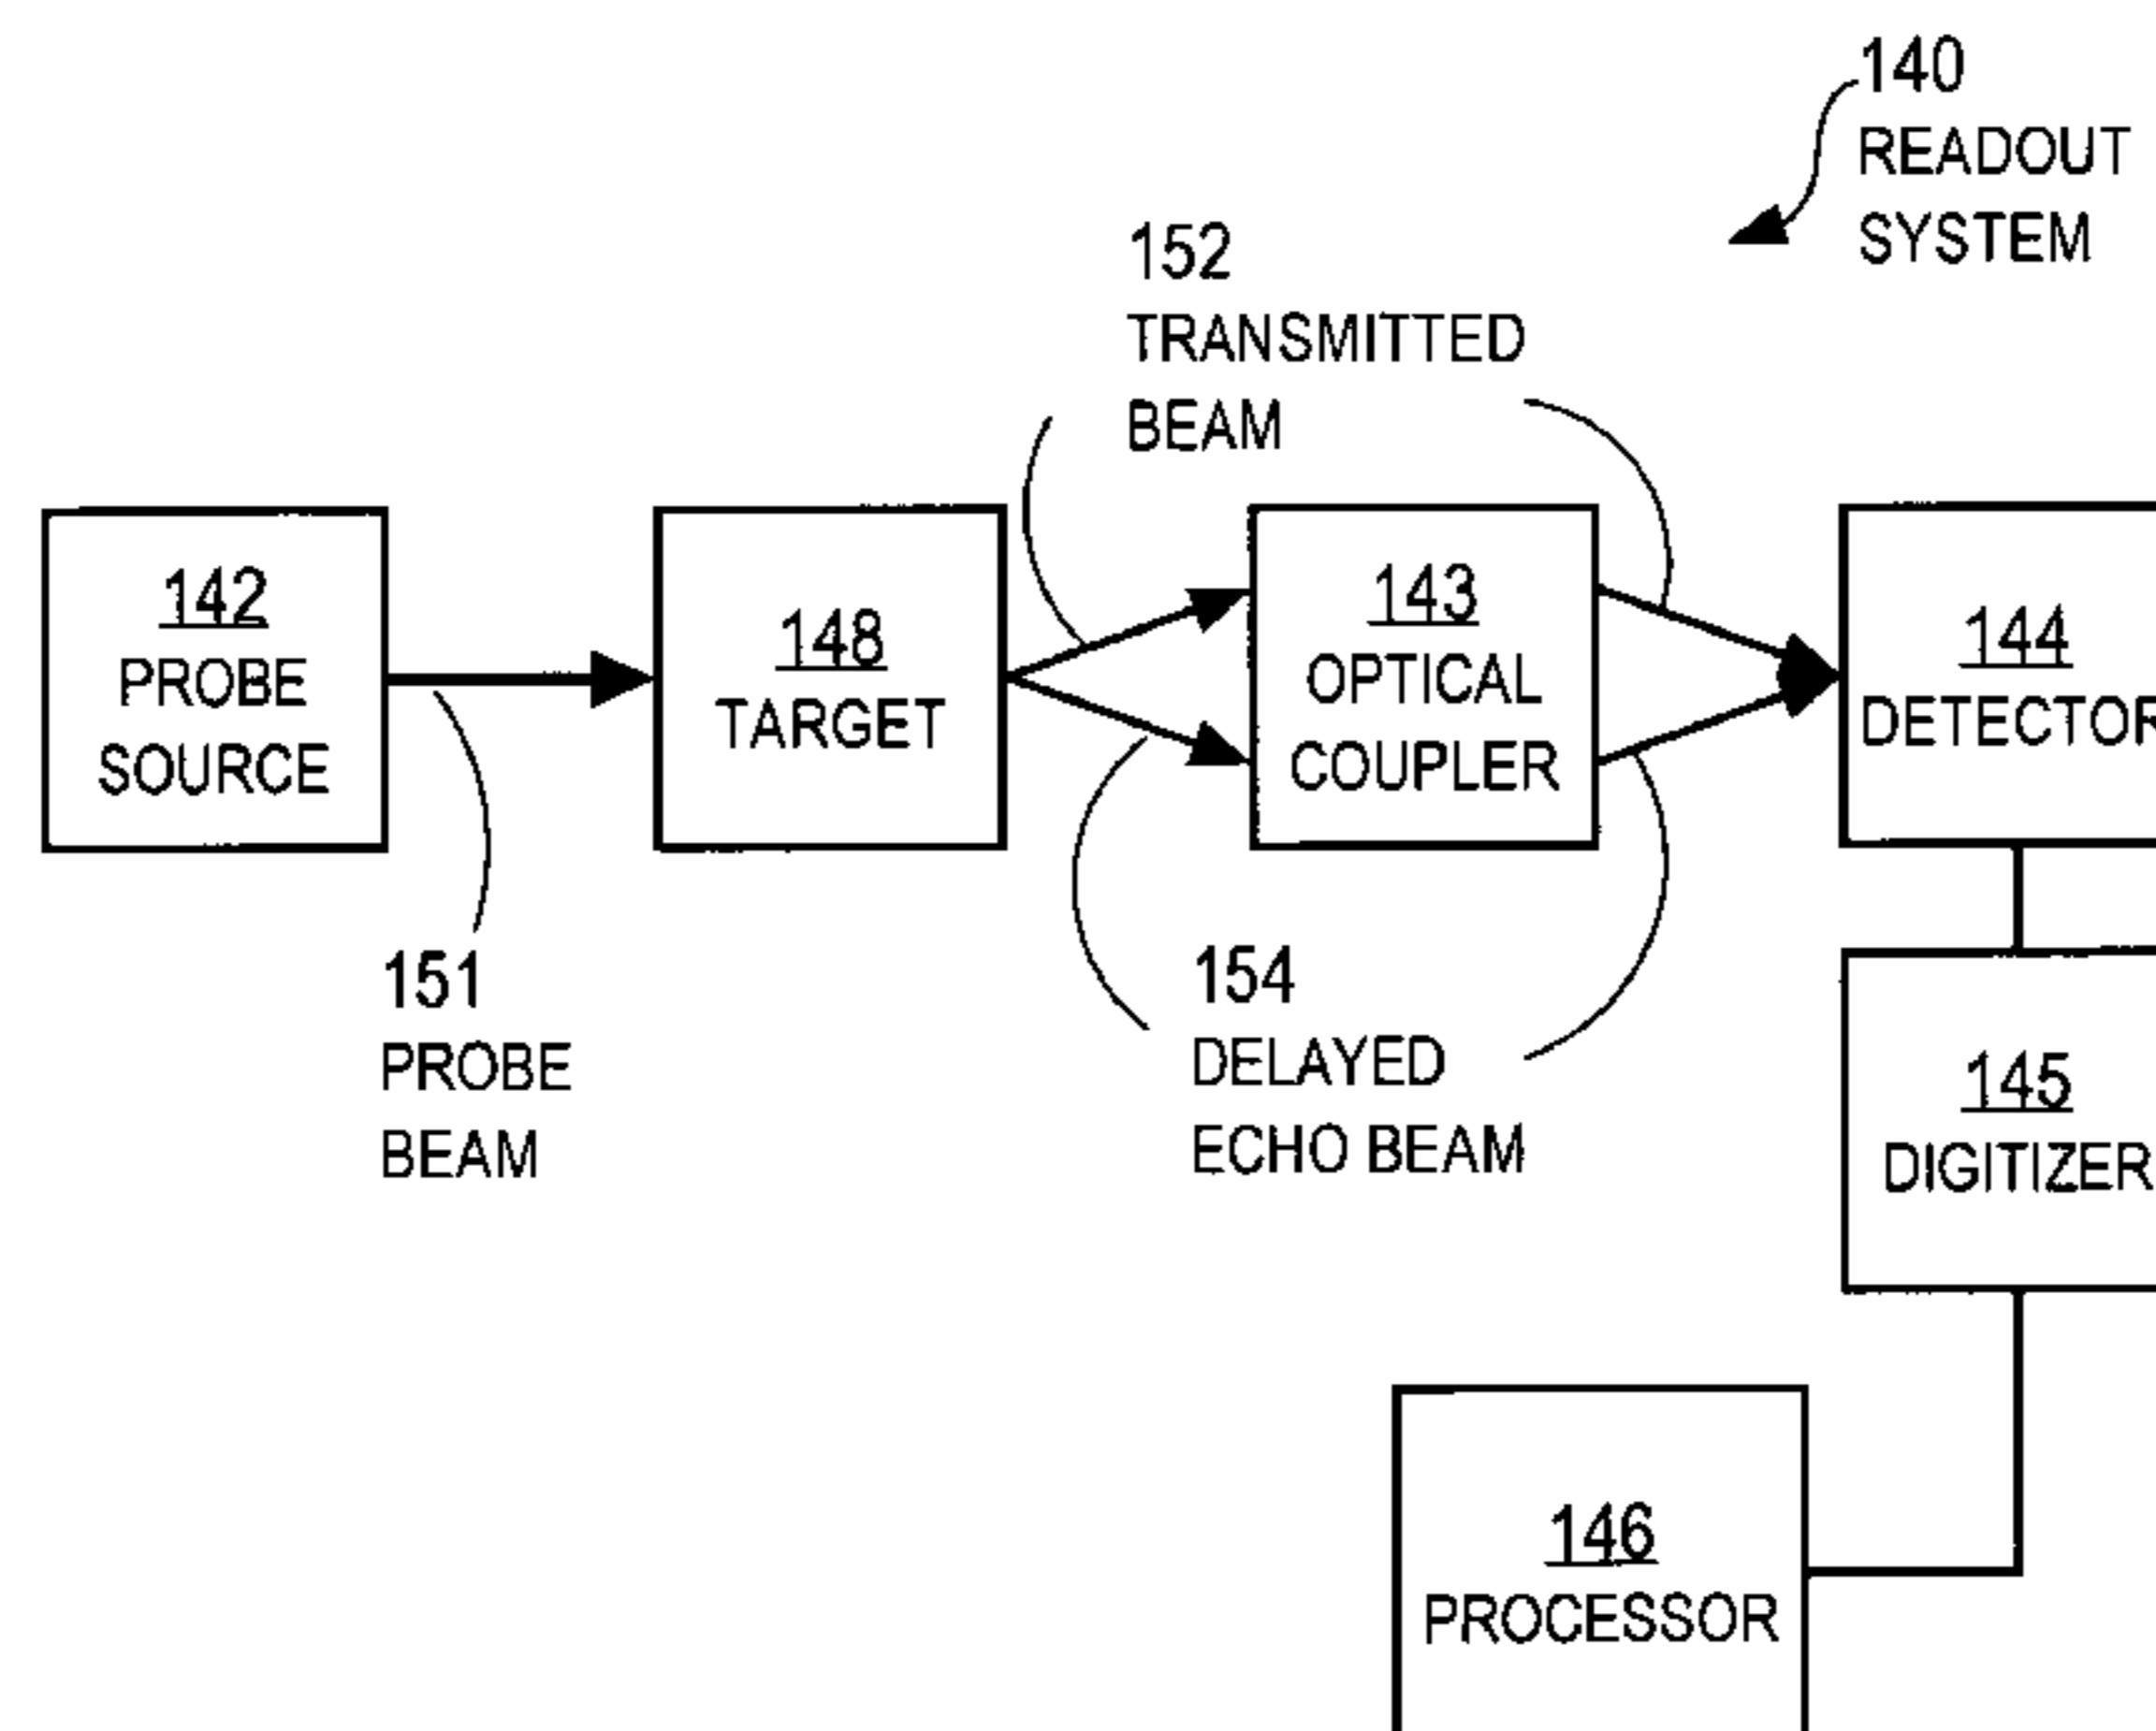 140
READOUT
SYSTEM
152
TRANSMITTED
BEAM
142
PROBE
SOURCE
148
TARGET
143
OPTICAL
COUPLER
144
DETECTOR
151
PROBE
BEAM
154
DELAYED
ECHO BEAM
145
DIGITIZER
146
PROCESSOR